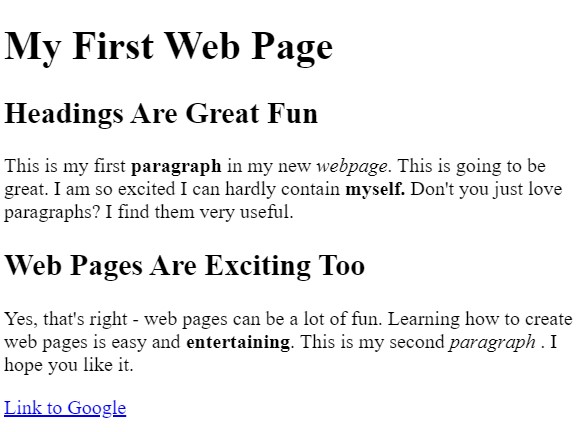 My First Web Page
Headings Are Great Fun
This is my first paragraph in my new webpage. This is going to be
great. I am so excited I can hardly contain myself. Don't you just love
paragraphs? I find them very useful.
Web Pages Are Exciting Too
Yes, that's right - web pages can be a lot of fun. Learning how to create
web pages is easy and entertaining. This is my second paragraph . I
hope you like it.
Link to Google